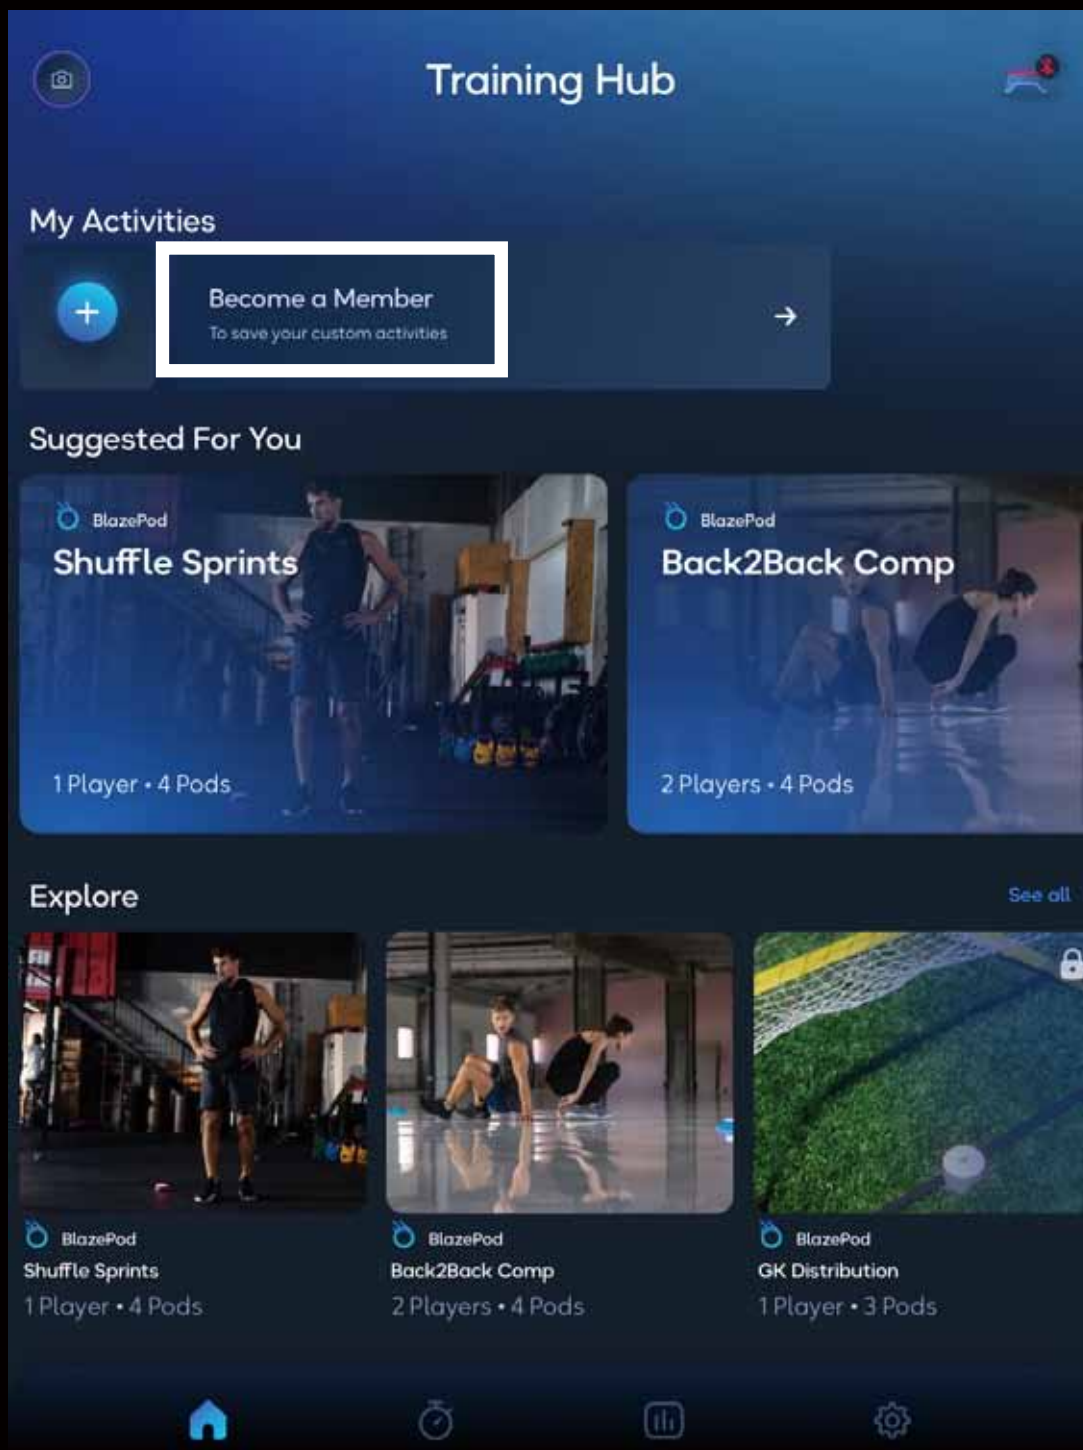 Training Hub
My Activities
Become a Member
To save your custom activities
Suggested For You
BlazePod
Shuffle Sprints
1 Player • 4 Pods
BlazePod
Back2Back Comp
2 Players • 4 Pods
Explore
See all
BlazePod
Shuffle Sprints
1 Player • 4 Pods
BlazePod
Back2Back Comp
2 Players • 4 Pods
BlazePod
GK Distribution
1 Player • 3 Pods